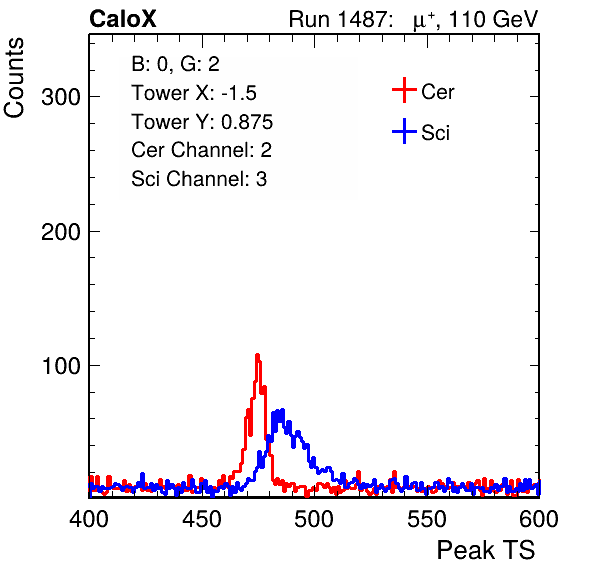 CaloX Run 1487: μ⁺, 110 GeV
B: 0, G: 2
Tower X: -1.5
Tower Y: 0.875
Cer Channel: 2
Sci Channel: 3
Cer
Sci
Counts
300
200
100
400 450 500 550 600
Peak TS